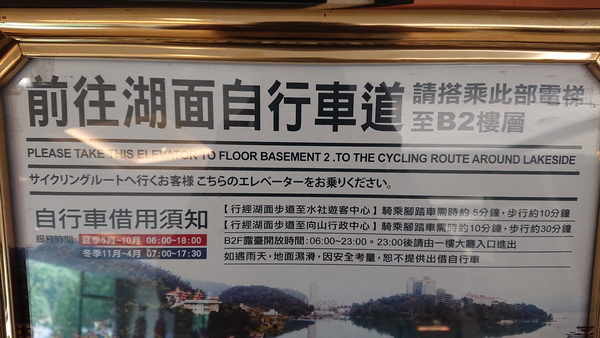 前往湖面自行車道 請搭乘此部電梯
至B2樓層
PLEASE TAKE THIS ELEVATOR TO FLOOR BASEMENT 2 .TO THE CYCLING ROUTE AROUND LAKESIDE
サイクリングルートへ行くお客様 こちらのエレベーターをお乗りください。
自行車借用須知
服務時間: 夏季5月~10月 06:00~18:00
冬季11月~4月 07:00~17:30
【行經湖面步道至水社遊客中心】騎乘腳踏車需時約5分鐘,步行約10分鐘
【行經湖面步道至向山行政中心】騎乘腳踏車需時約10分鐘,步行約30分鐘
B2F露臺開放時間:06:00~23:00。23:00後請由一樓大廳入口進出
如遇雨天,地面濕滑,因安全考量,恕不提供出借自行車